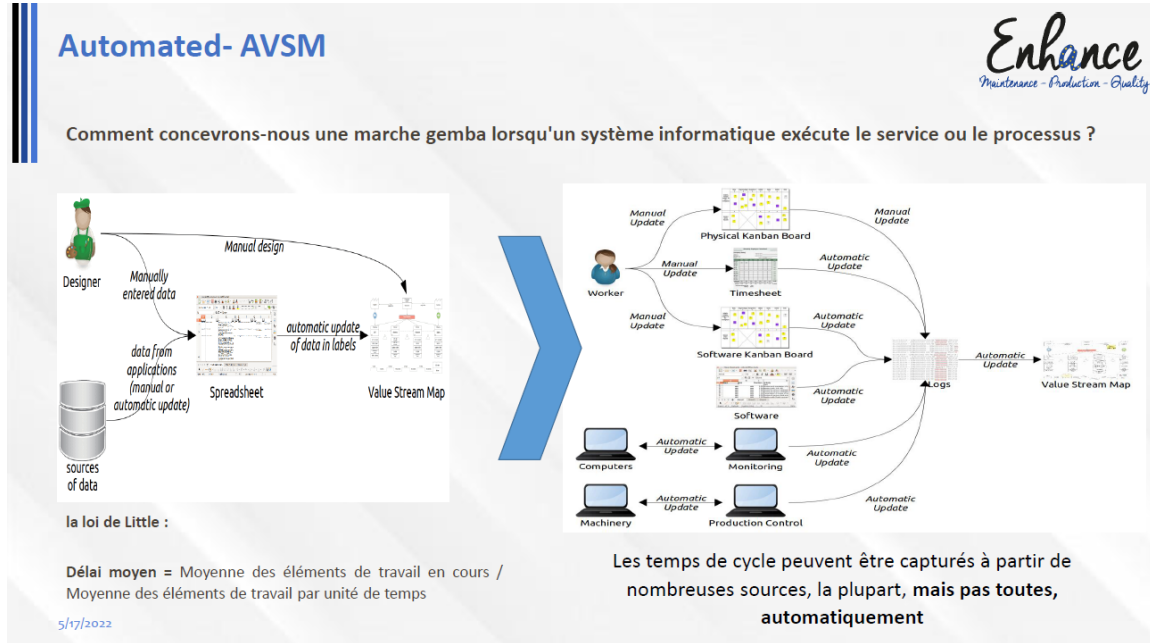 Automated- AVSM
Enhance
Maintenance - Production - Quality
Comment concevrons-nous une marche gemba lorsqu'un système informatique exécute le service ou le processus ?
Designer
Manual design
Manually
entered data
data from
applications
(manual or
automatic update)
Spreadsheet
automatic update
of data in labels
Value Stream Map
sources
of data
Worker
Manual
Update
Physical Kanban Board
Manual
Update
Manual
Update
Timesheet
Automatic
Update
Manual
Update
Software Kanban Board
Automatic
Update
Software
Automatic
Update
Logs
Automatic
Update
Value Stream Map
Computers
Automatic
Update
Monitoring
Automatic
Update
Machinery
Automatic
Update
Production Control
Automatic
Update
la loi de Little :
Délai moyen = Moyenne des éléments de travail en cours /
Moyenne des éléments de travail par unité de temps
Les temps de cycle peuvent être capturés à partir de
nombreuses sources, la plupart, mais pas toutes,
automatiquement
5/17/2022